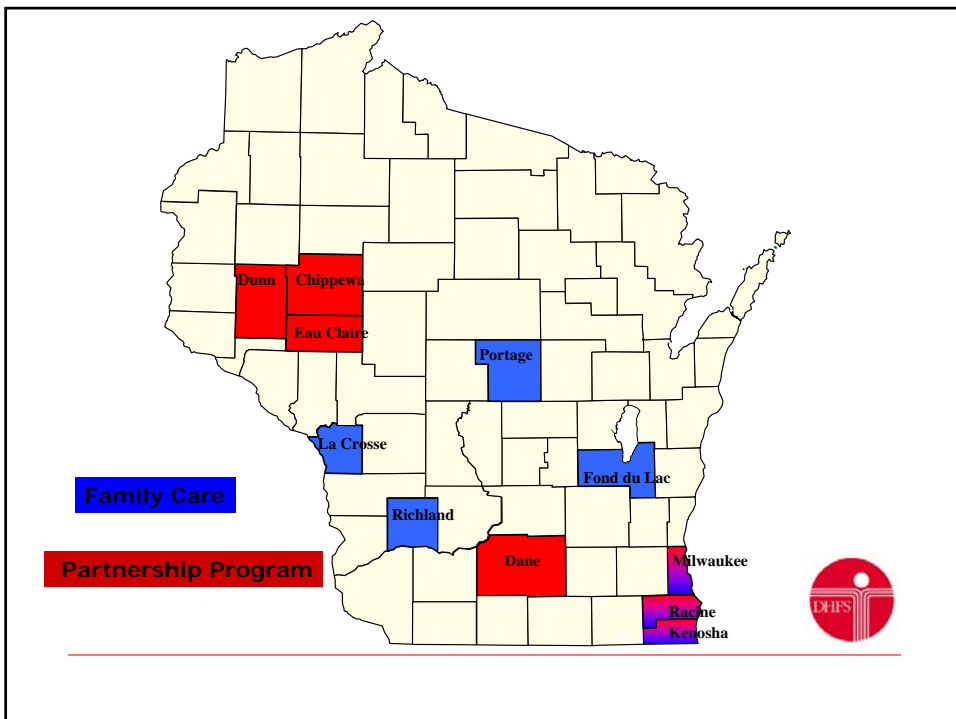 Dunn
Chippewa
Eau Claire
Portage
La Crosse
Fond du Lac
Family Care
Richland
Partnership Program
Dane
Milwaukee
Racine
Kenosha
DHFS